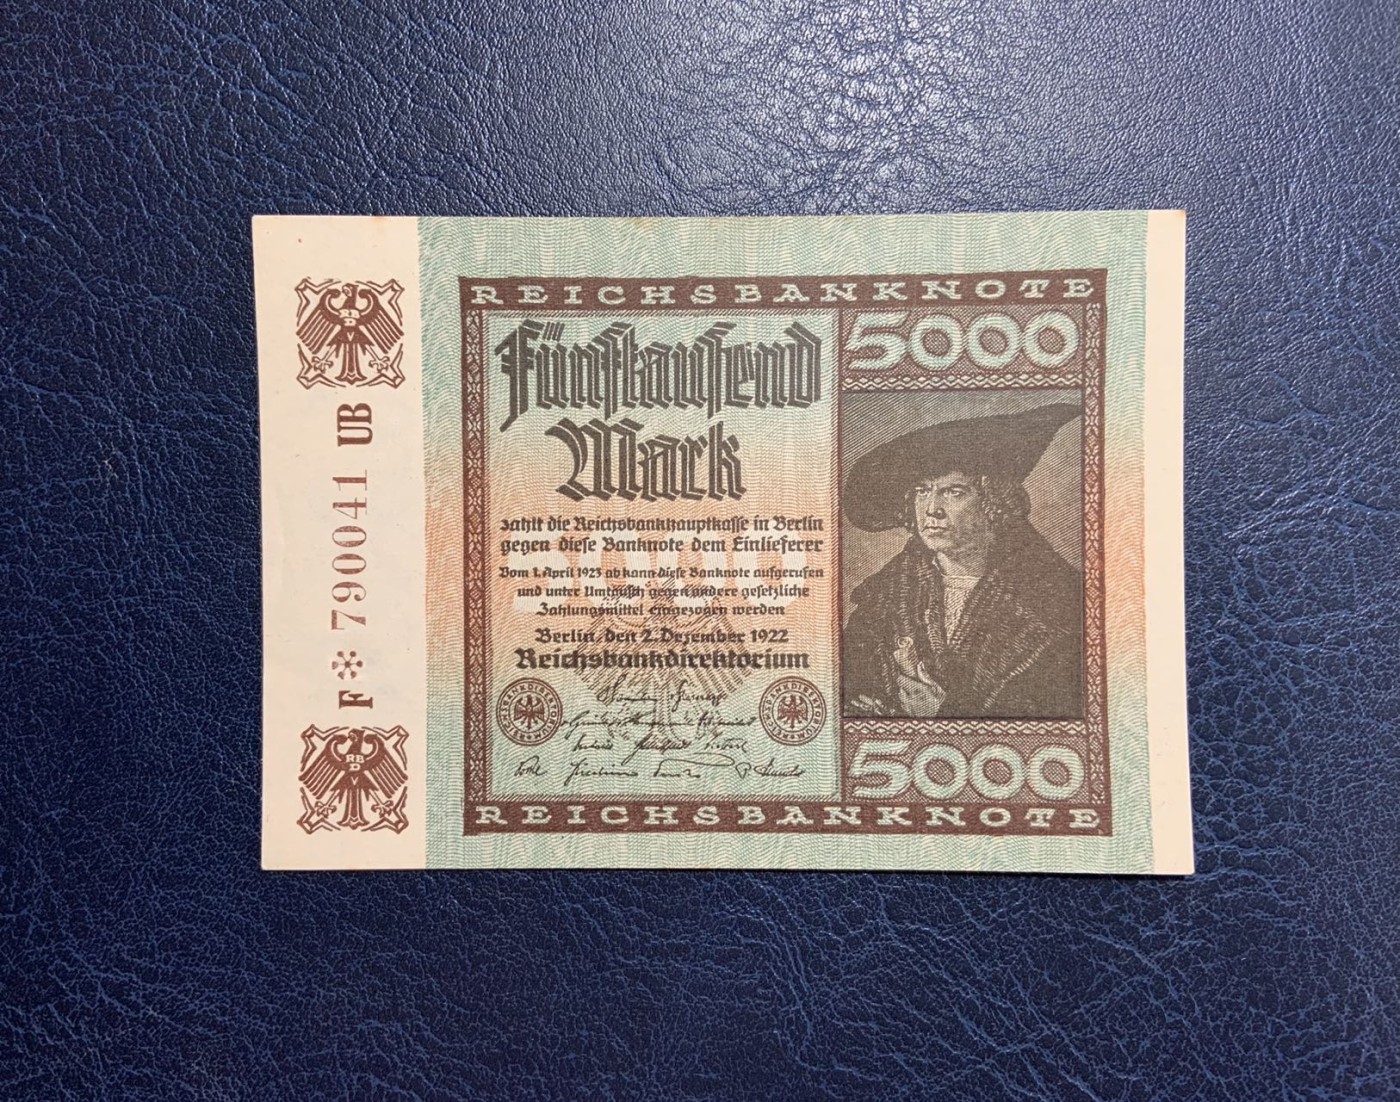 REICHSBANKNOTE
5000
Fünftauſend
Mark
zahlt die Reichsbankhauptkaſſe in Berlin
gegen dieſe Banknote dem Einlieferer
Vom 1. April 1923 ab kann dieſe Banknote aufgerufen
und unter Umtauſch gegen andere geſetzliche
Zahlungsmittel eingezogen werden
Berlin, den 2. Dezember 1922
Reichsbankdirektorium
5000
REICHSBANKNOTE
F * 790041 UB
RBD
RBD